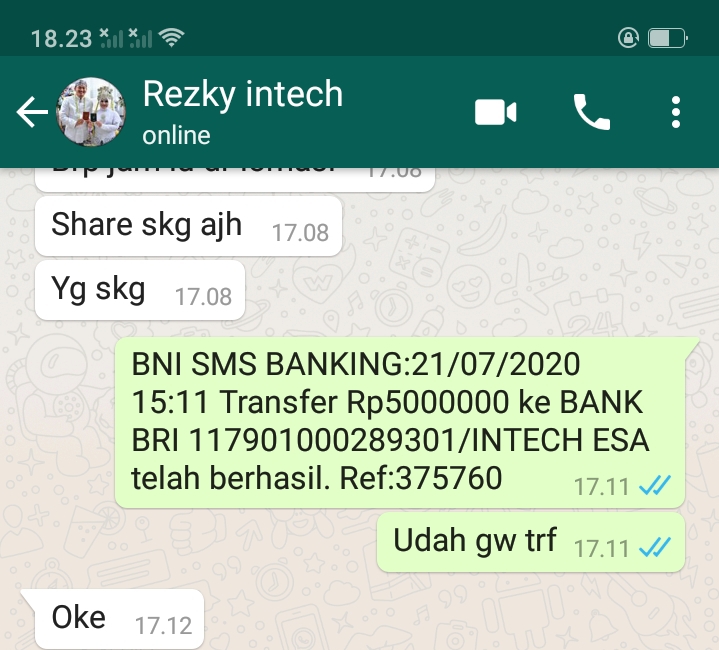 18.23
Rezky intech
online
17.08
Share skg ajh 17.08
Yg skg 17.08
BNI SMS BANKING:21/07/2020
15:11 Transfer Rp5000000 ke BANK
BRI 117901000289301/INTECH ESA
telah berhasil. Ref:375760 17.11
Udah gw trf 17.11
Oke 17.12